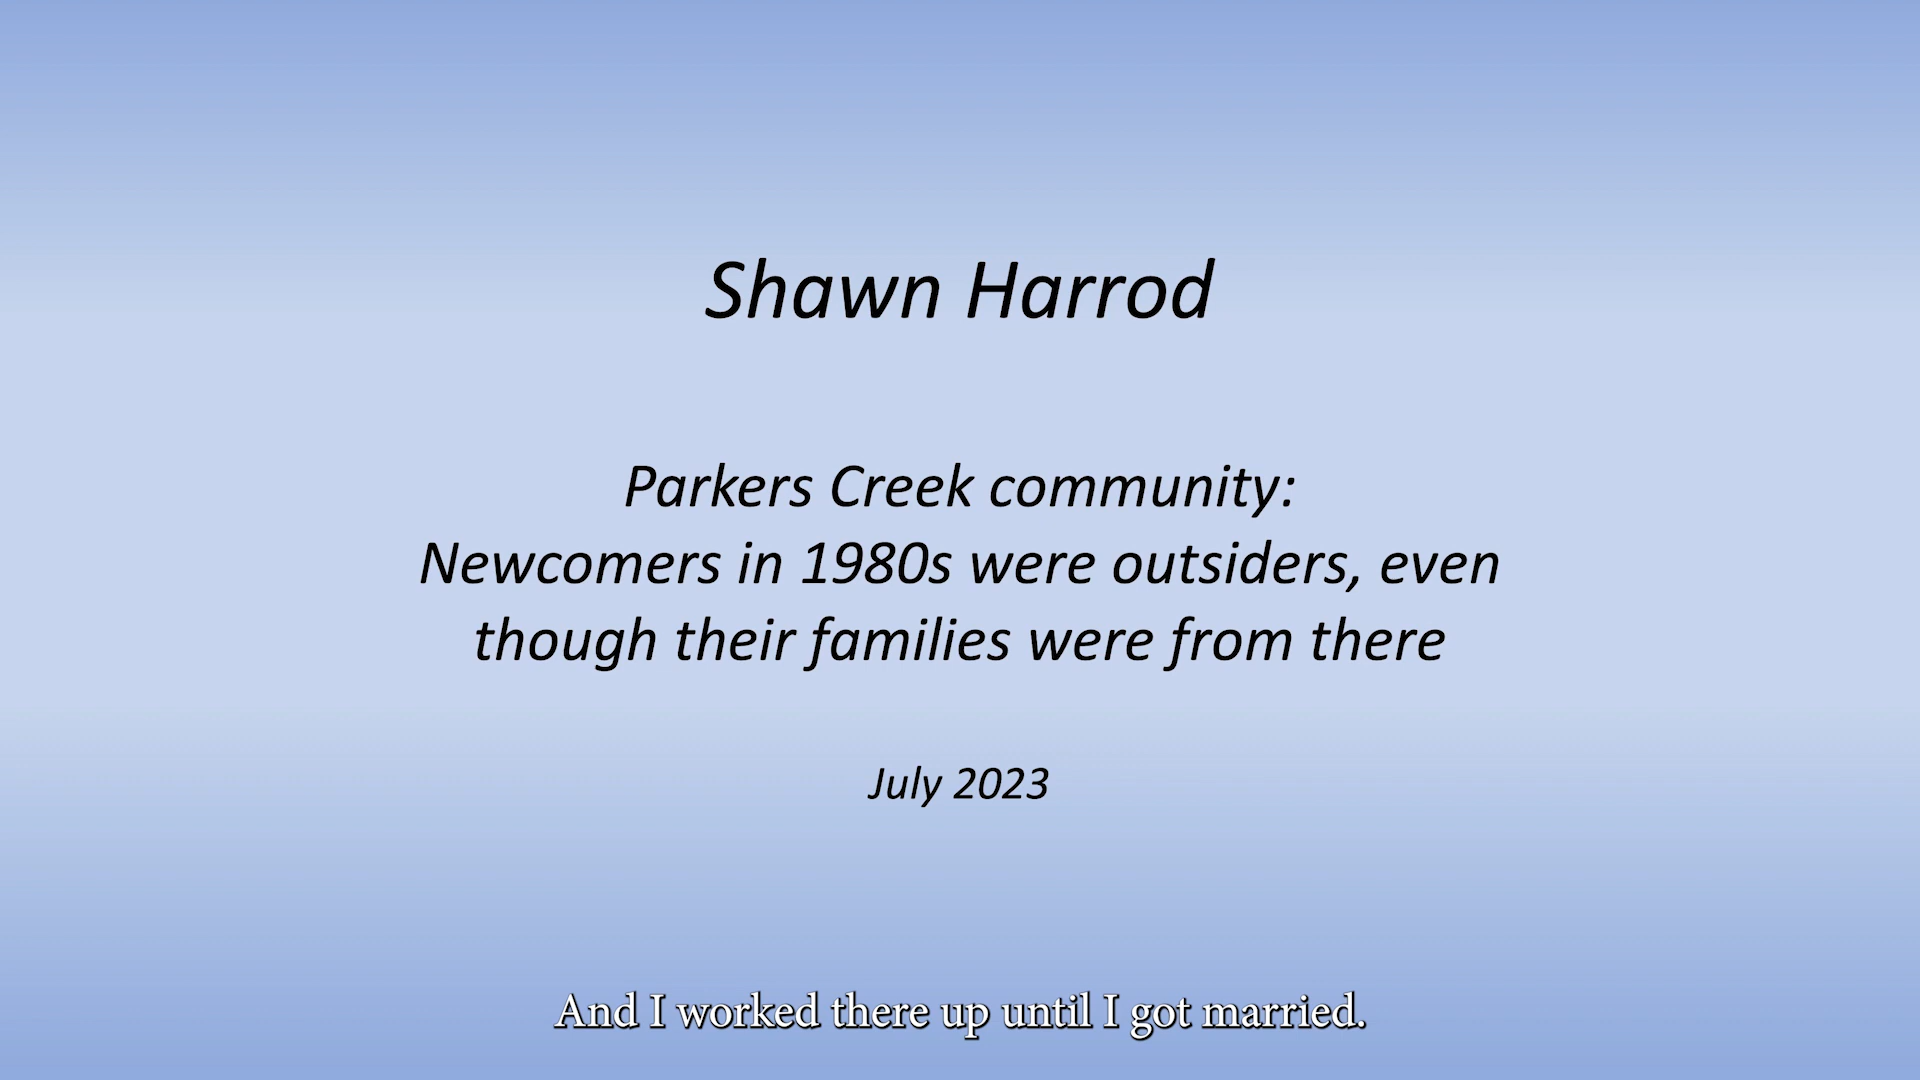 Shawn Harrod
Parkers Creek community:
Newcomers in 1980s were outsiders, even
though their families were from there
July 2023
And I worked there up until I got married.